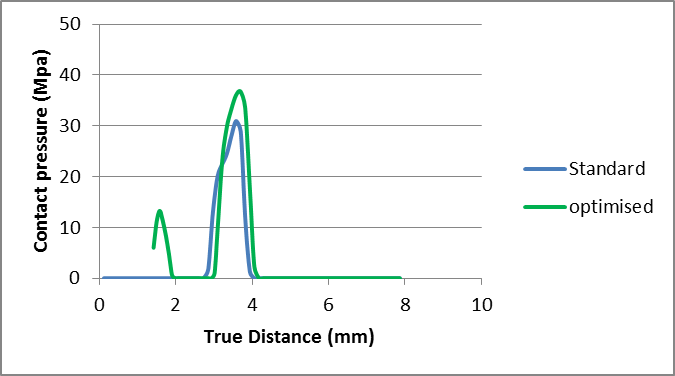 50
40
30
20
10
0
Contact pressure (Mpa)
0 2 4 6 8 10
True Distance (mm)
Standard
optimised